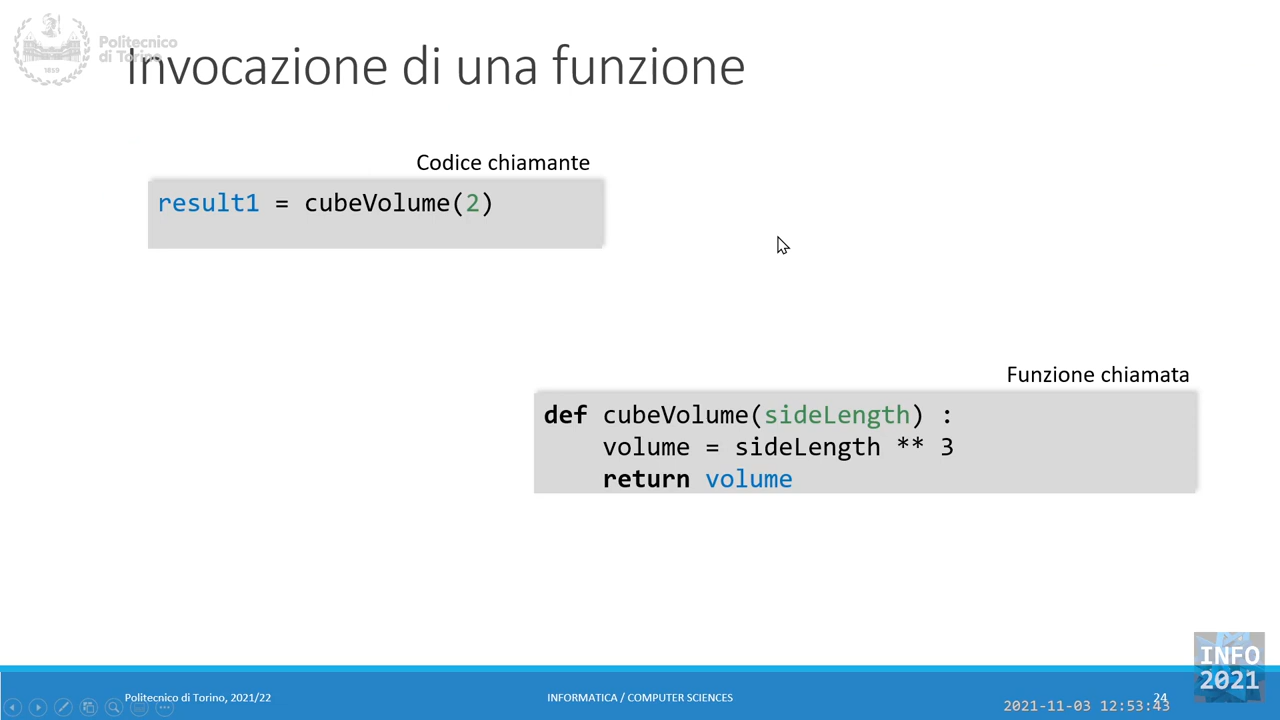 Politecnico
di Torino
1859
Invocazione di una funzione
Codice chiamante
result1 = cubeVolume(2)
Funzione chiamata
def cubeVolume(sideLength) :
volume = sideLength ** 3
return volume
INFO
2021
Politecnico di Torino, 2021/22
INFORMATICA / COMPUTER SCIENCES
24
2021-11-03 12:53:43